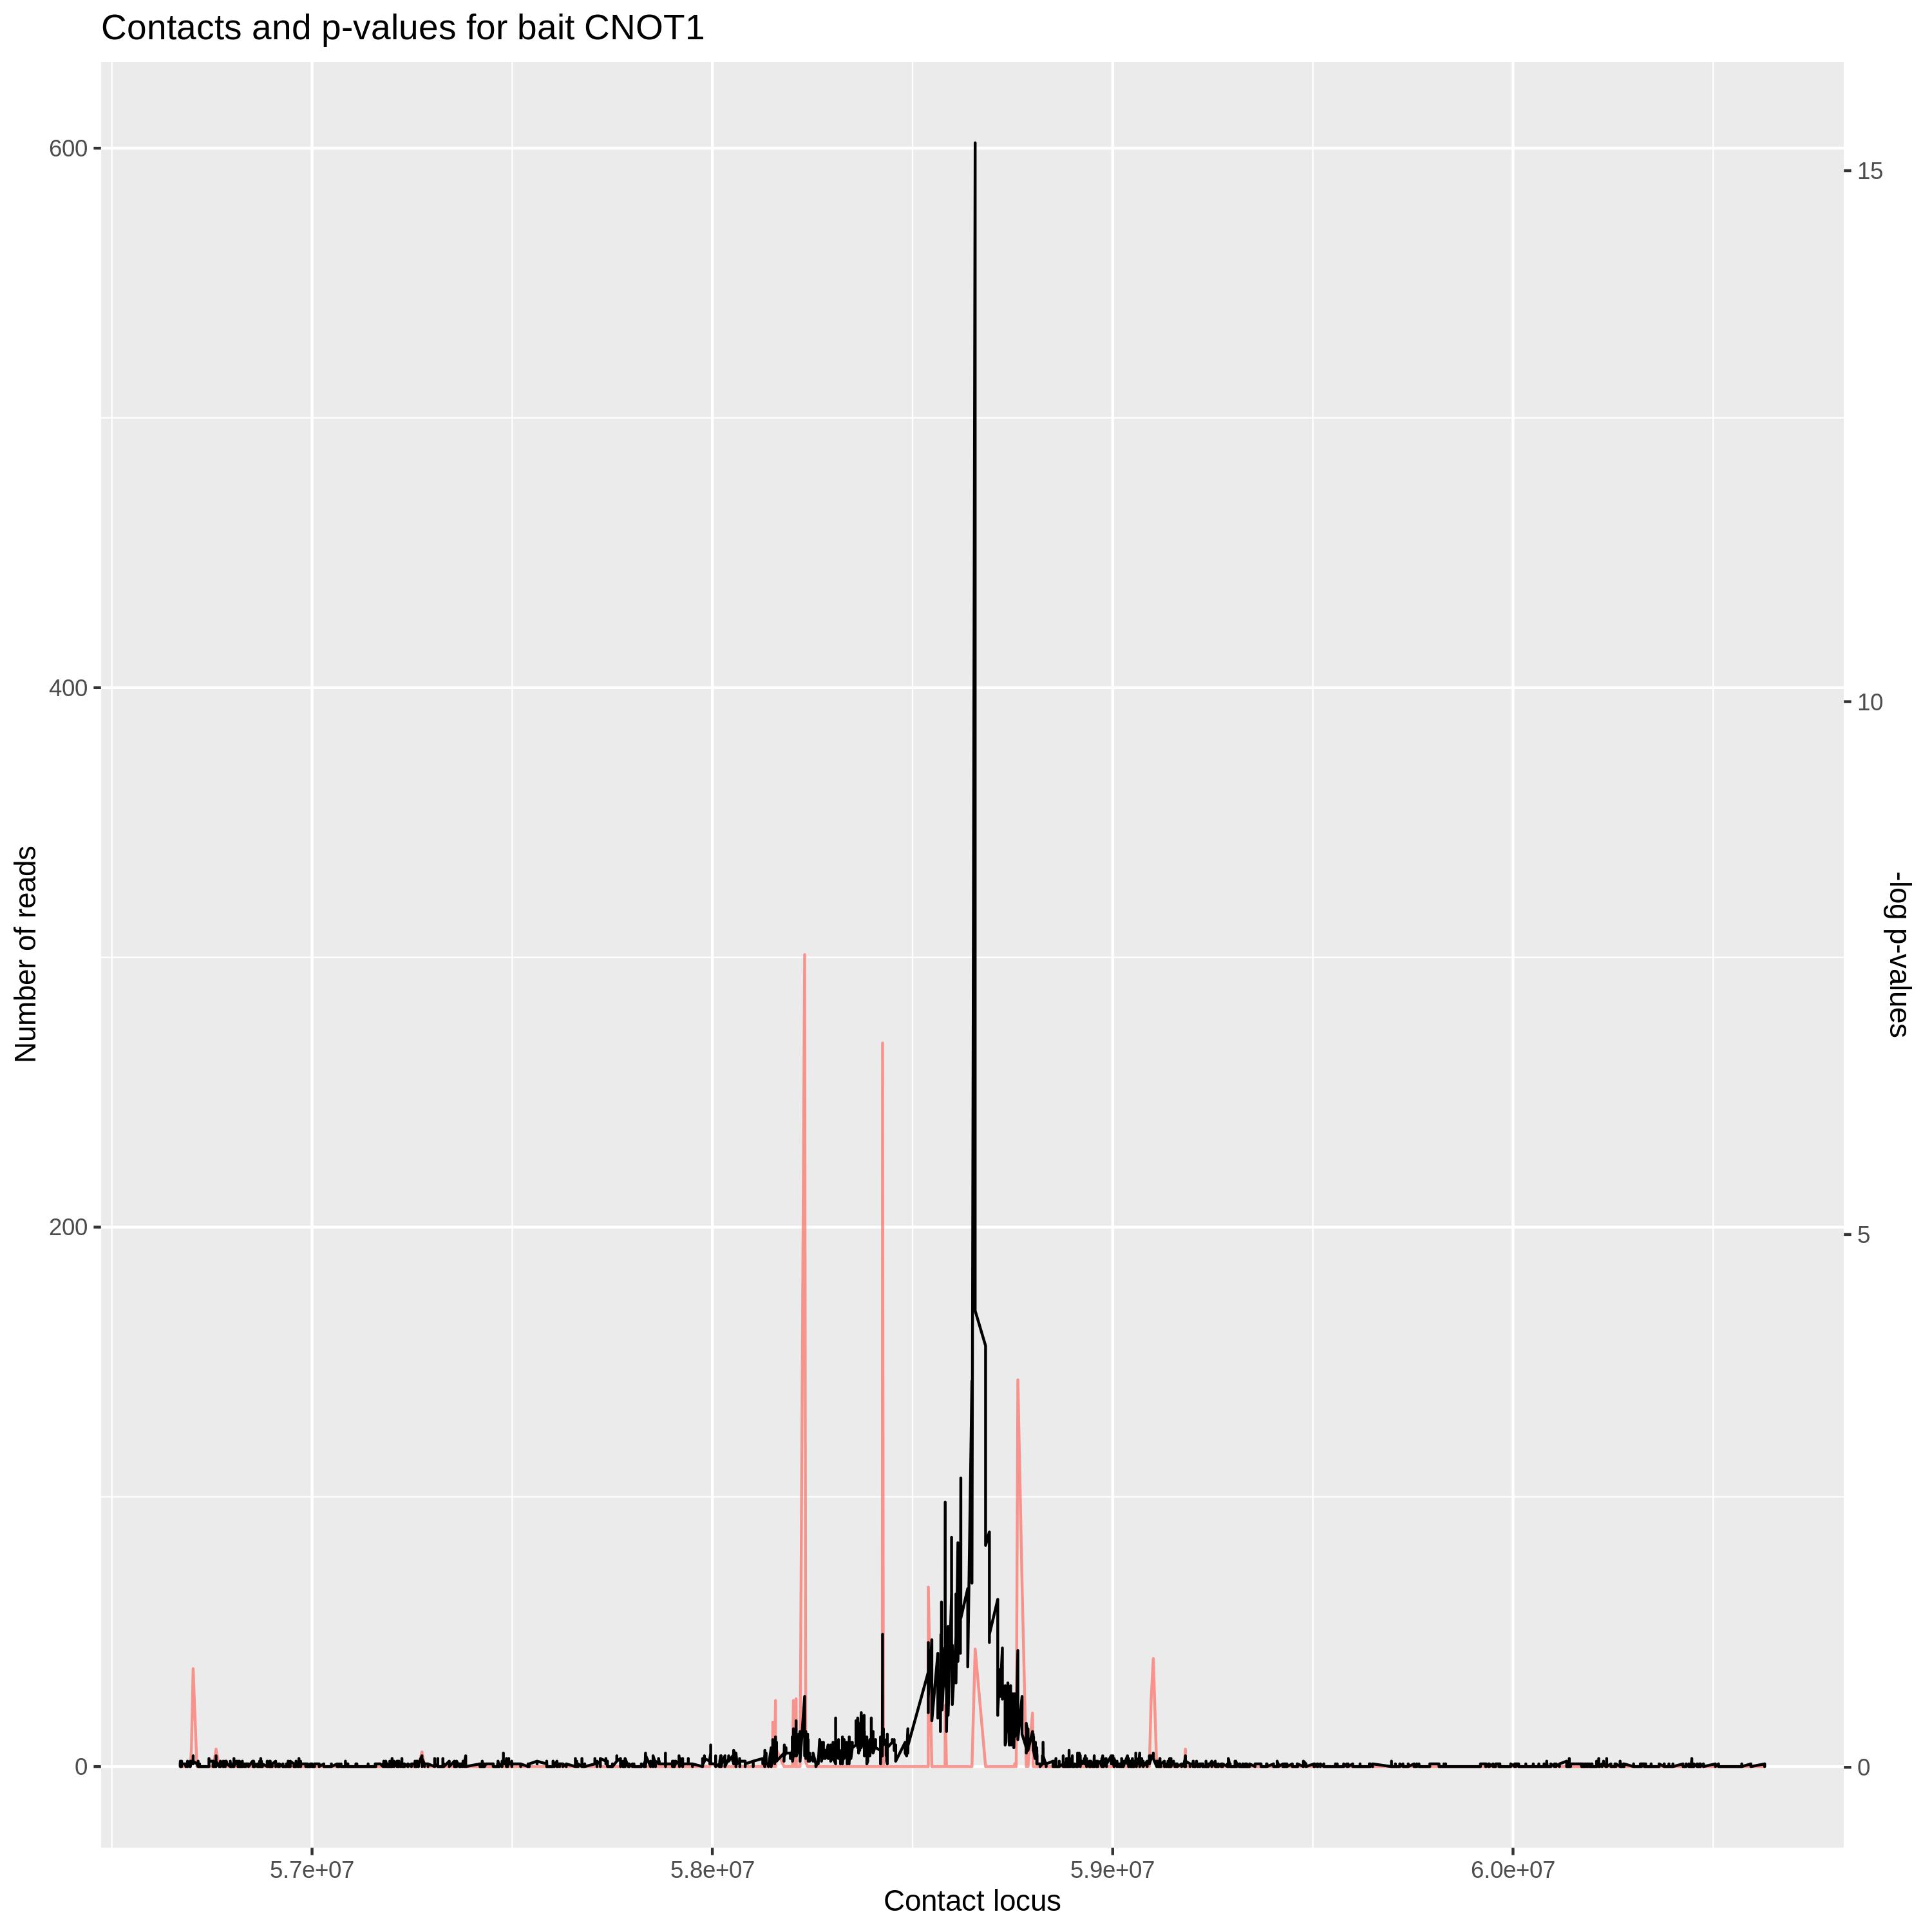 Contacts and p-values for bait CNOT1
600
400
200
0
Number of reads
15
10
5
0
-log p-values
5.7e+07
5.8e+07
5.9e+07
6.0e+07
Contact locus